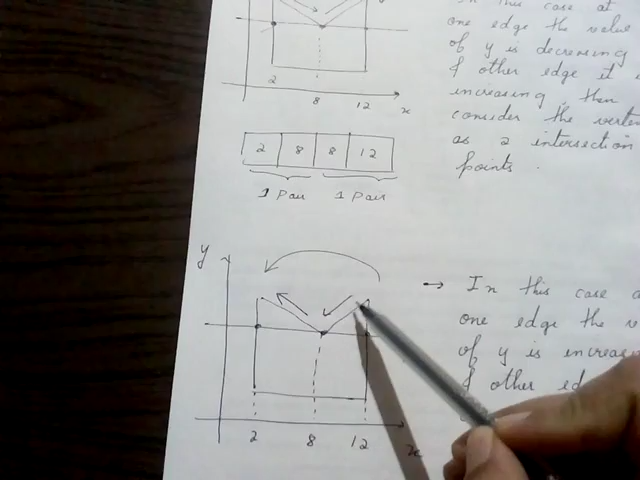 In this case at
one edge the value
of y is decreasing
& other edge it is
increasing, then
consider the vertex
as a 2 intersection
points.
2 8 12 x
2 8 8 12
1 Pair 1 Pair
y
→ In this case
one edge the
of y is
& other
2 8 12 x